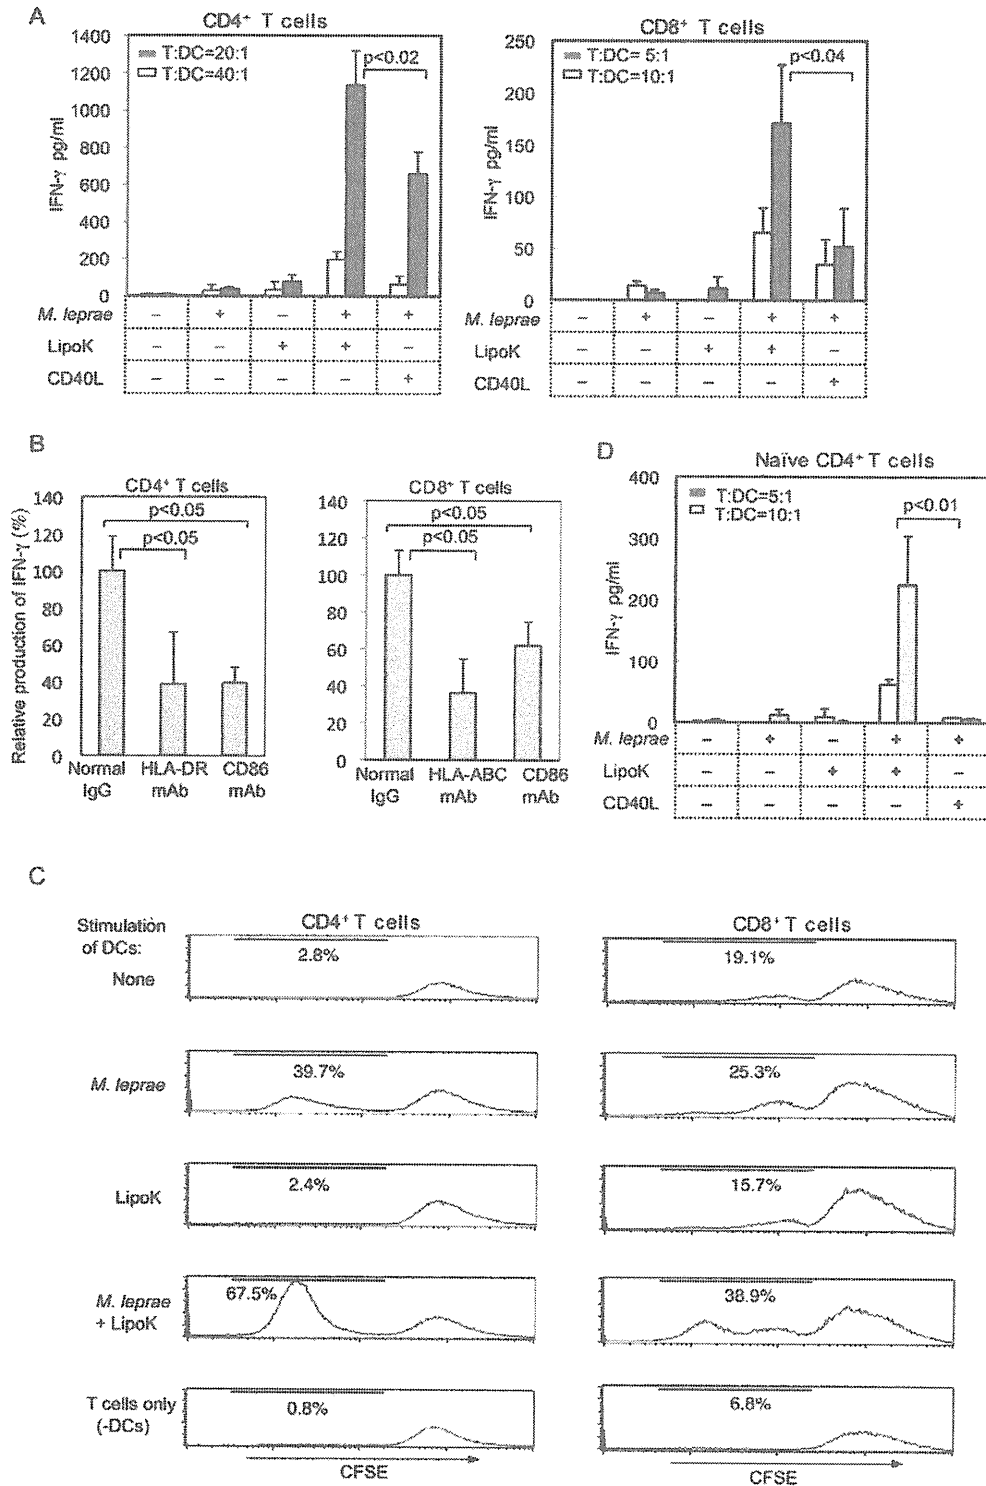 A
CD4+ T cells
1400
1200
1000
800
600
400
200
0
IFN-γ pg/ml
T:DC=20:1
T:DC=40:1
p<0.02
M. leprae – + – + +
LipoK – – + + –
CD40L – – – – +
CD8+ T cells
250
200
150
100
50
0
IFN-γ pg/ml
T:DC= 5:1
T:DC=10:1
p<0.04
M. leprae – + – + +
LipoK – – + + –
CD40L – – – – +
B
CD4+ T cells
140
120
100
80
60
40
20
0
Relative production of IFN-γ (%)
p<0.05
p<0.05
Normal IgG
HLA-DR mAb
CD86 mAb
CD8+ T cells
140
120
100
80
60
40
20
0
p<0.05
p<0.05
Normal IgG
HLA-ABC mAb
CD86 mAb
D
Naïve CD4+ T cells
400
300
200
100
0
IFN-γ pg/ml
T:DC=5:1
T:DC=10:1
p<0.01
M. leprae – + – + +
LipoK – – + + –
CD40L – – – – +
C
Stimulation
of DCs:
CD4+ T cells
CD8+ T cells
None
2.8%
19.1%
M. leprae
39.7%
25.3%
LipoK
2.4%
15.7%
M. leprae
+ LipoK
67.5%
38.9%
T cells only
(-DCs)
0.8%
6.8%
CFSE
CFSE